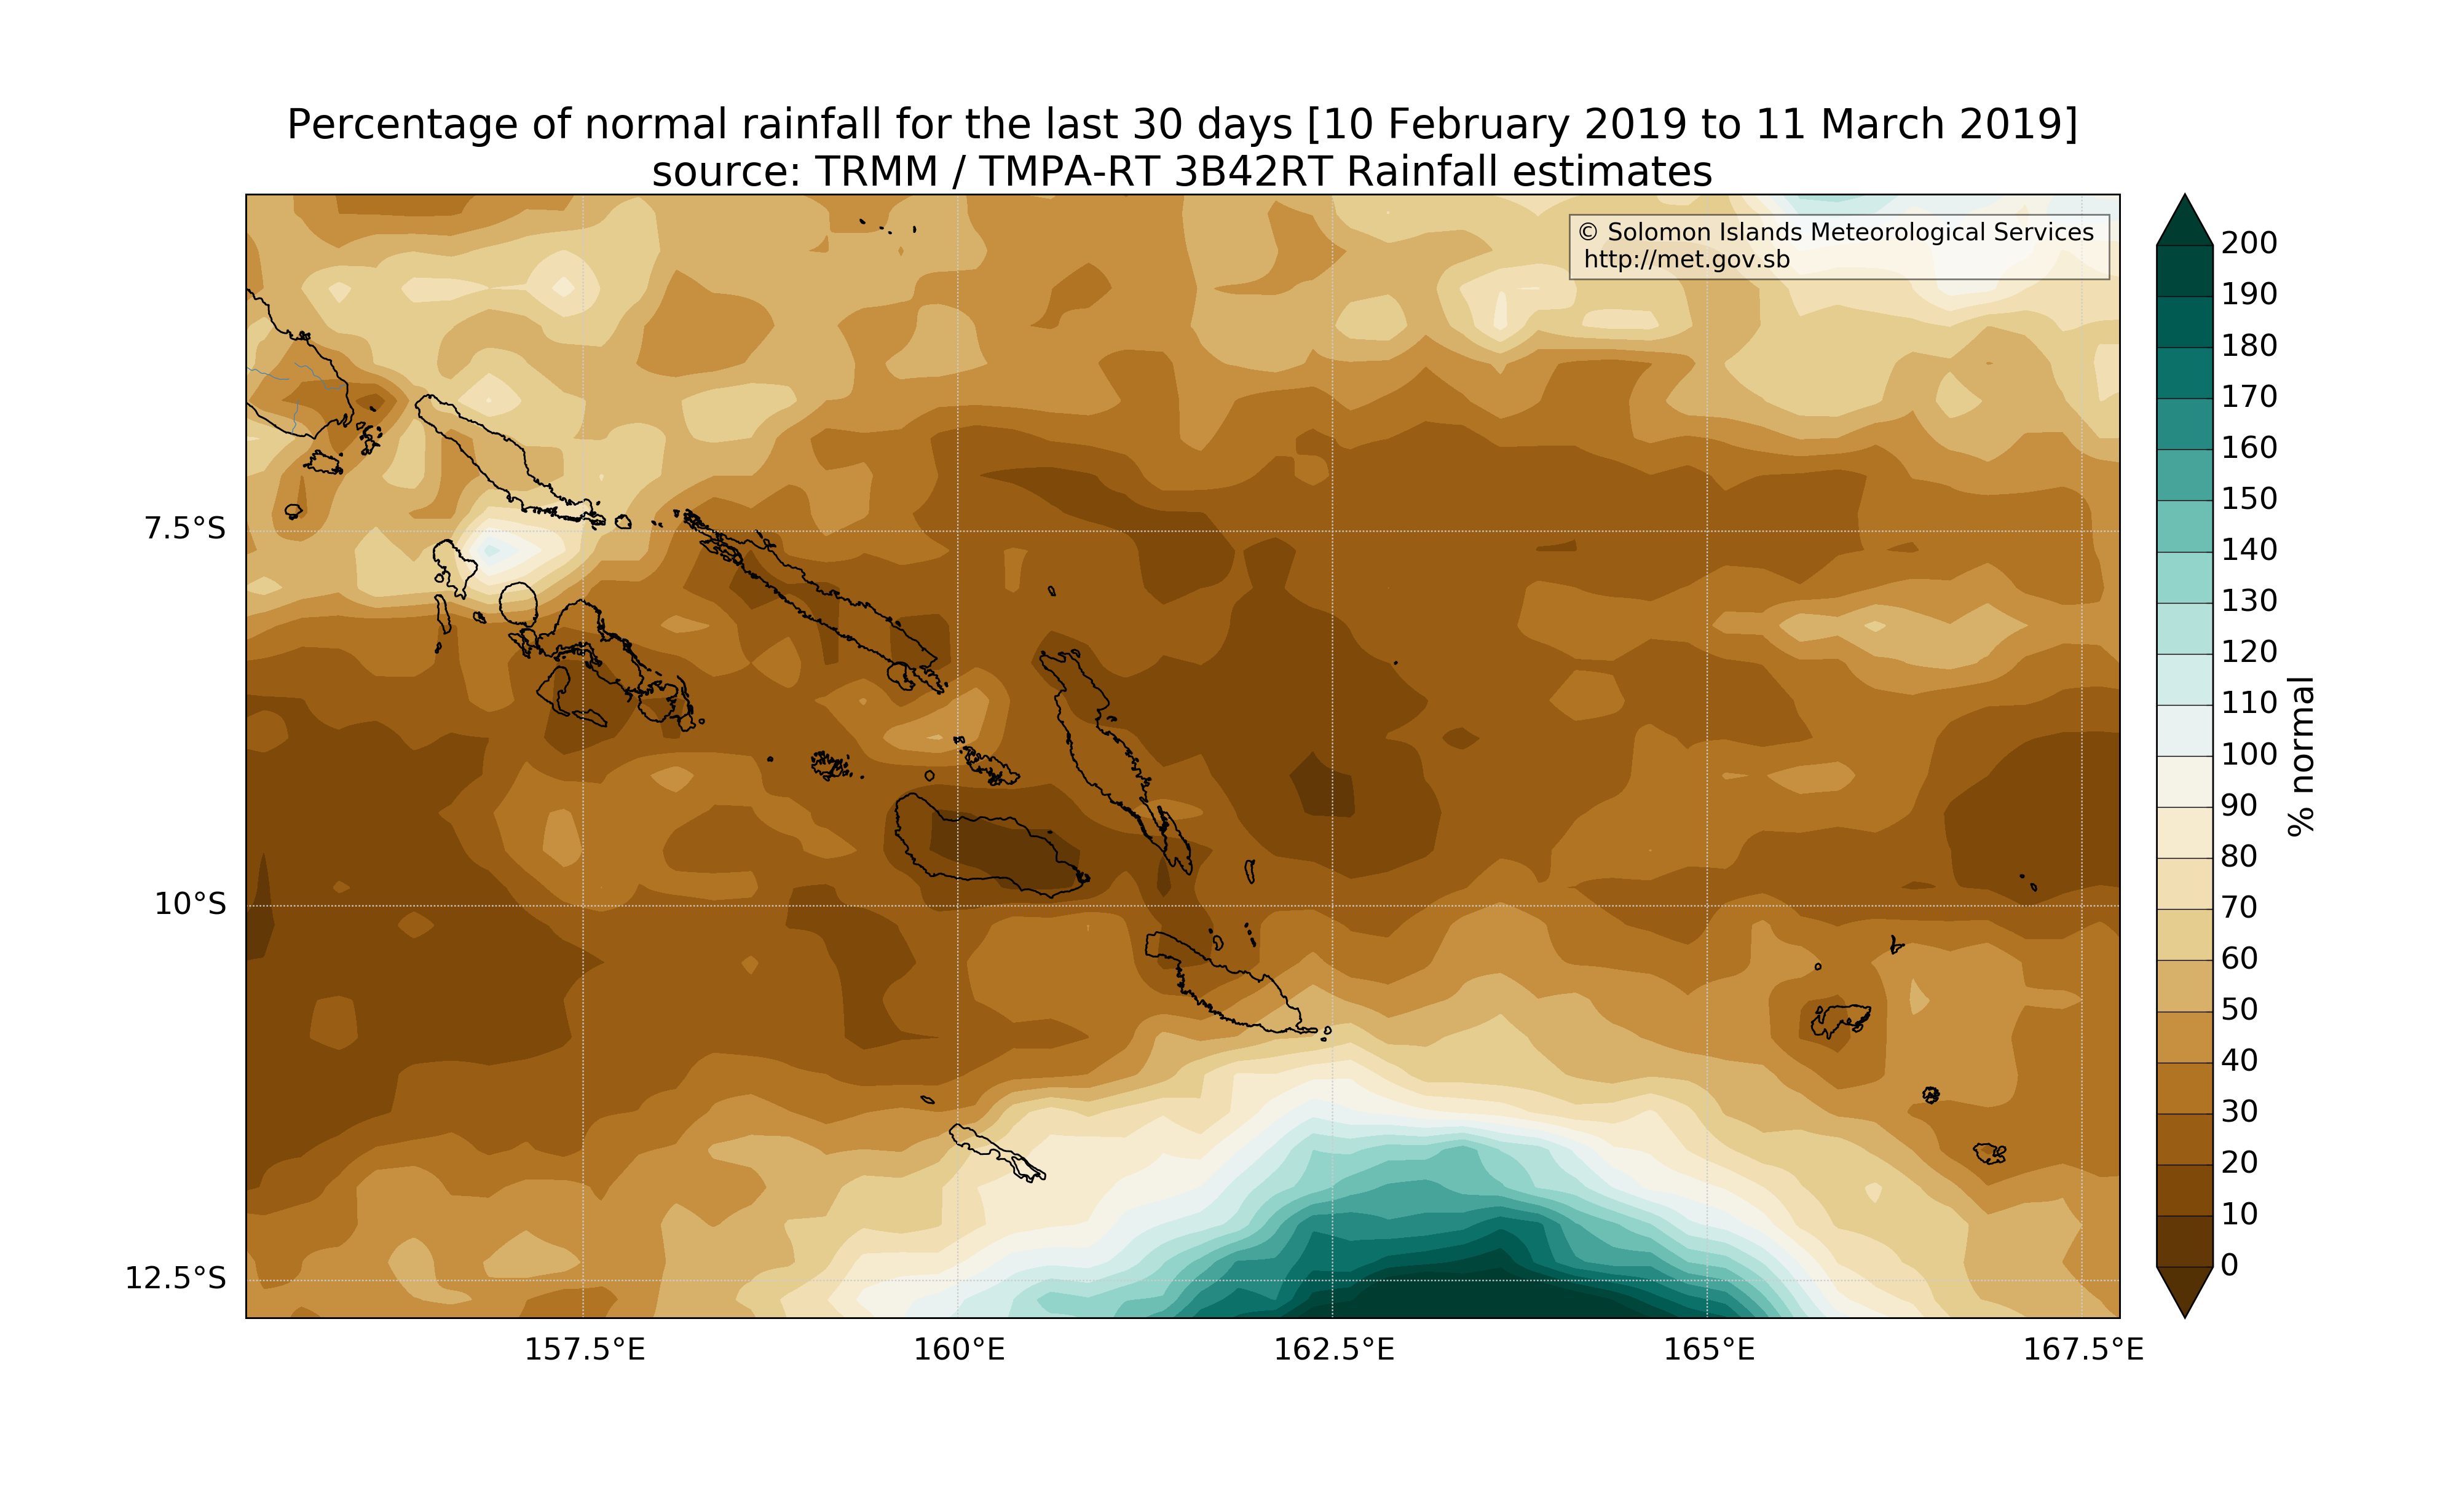 Percentage of normal rainfall for the last 30 days [10 February 2019 to 11 March 2019]
source: TRMM / TMPA-RT 3B42RT Rainfall estimates
© Solomon Islands Meteorological Services
http://met.gov.sb
7.5°S
10°S
12.5°S
157.5°E
160°E
162.5°E
165°E
167.5°E
200
190
180
170
160
150
140
130
120
110
100
90
80
70
60
50
40
30
20
10
0
% normal